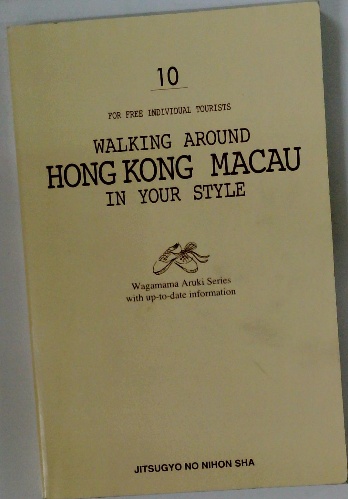 10
FOR FREE INDIVIDUAL TOURISTS
WALKING AROUND
HONG KONG MACAU
IN YOUR STYLE
Wagamama Aruki Series
with up-to-date information
JITSUGYO NO NIHON SHA